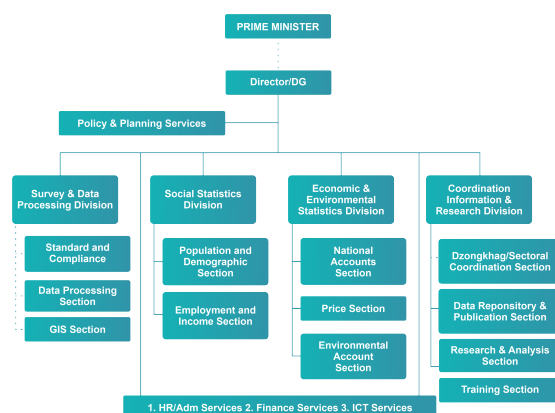 PRIME MINISTER
Director/DG
Policy & Planning Services
Survey & Data
Processing Division
Standard and
Compliance
Data Processing
Section
GIS Section
Social Statistics
Division
Population and
Demographic
Section
Employment and
Income Section
Economic &
Environmental
Statistics Division
National
Accounts
Section
Price Section
Environmental
Account
Section
Coordination
Information &
Research Division
Dzongkhag/Sectoral
Coordination Section
Data Reponsitory &
Publication Section
Research & Analysis
Section
Training Section
1. HR/Adm Services 2. Finance Services 3. ICT Services